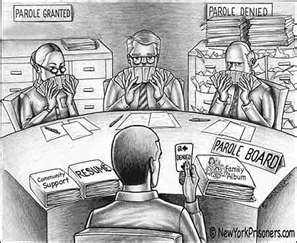 PAROLE GRANTED
PAROLE DENIED
Community
Support
RESUME
DENIED
PAROLE BOARD
Family
Album
© NewYorkPrisoners.com